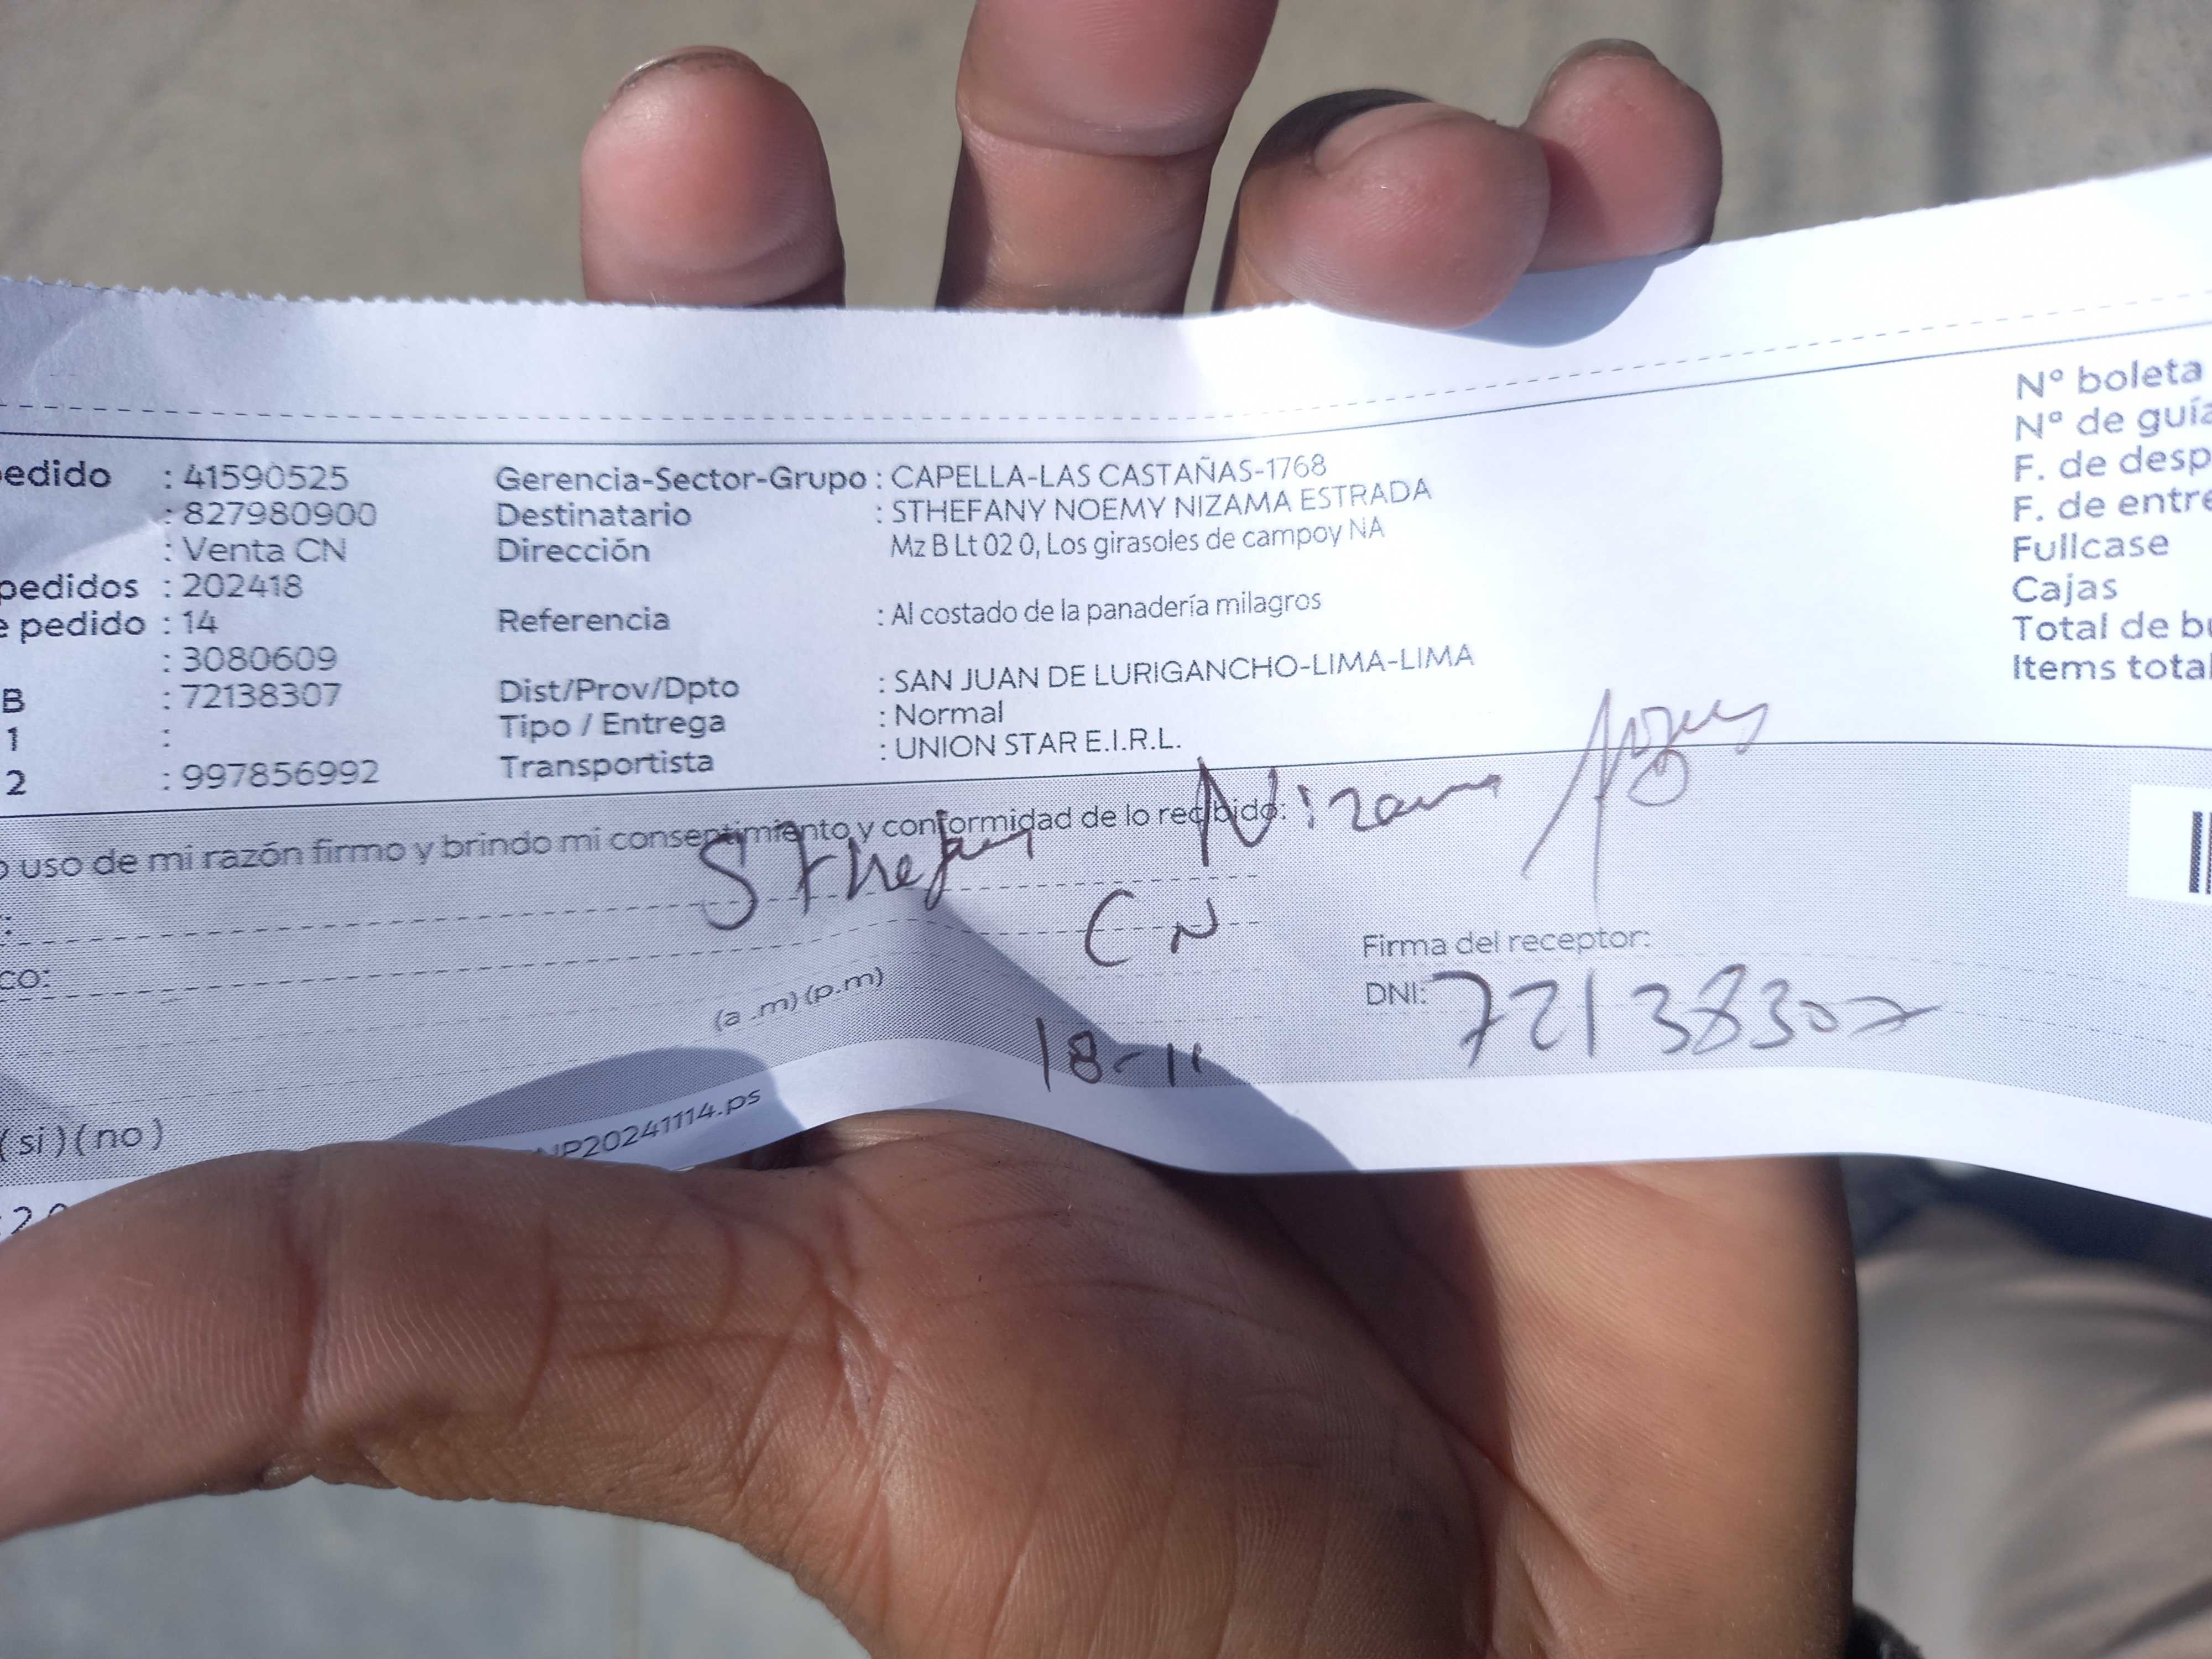 edido : 41590525 Gerencia-Sector-Grupo : CAPELLA-LAS CASTAÑAS-1768 N° boleta
: 827980900 Destinatario : STHEFANY NOEMY NIZAMA ESTRADA N° de guía
: Venta CN Dirección Mz B Lt 02 0, Los girasoles de campoy NA F. de desp
pedidos : 202418 F. de entre
e pedido : 14 Referencia : Al costado de la panadería milagros Fullcase
: 3080609 Cajas
B : 72138307 Dist/Prov/Dpto : SAN JUAN DE LURIGANCHO-LIMA-LIMA Total de bu
1 : Tipo / Entrega : Normal Items total
2 : 997856992 Transportista : UNION STAR E.I.R.L.
o uso de mi razón firmo y brindo mi consentimiento y conformidad de lo recibido:
Sthefany Nizama
CN
co: Firma del receptor:
(a .m) (p.m) DNI: 72138307
18-11
(si) (no)
NP20241114.ps